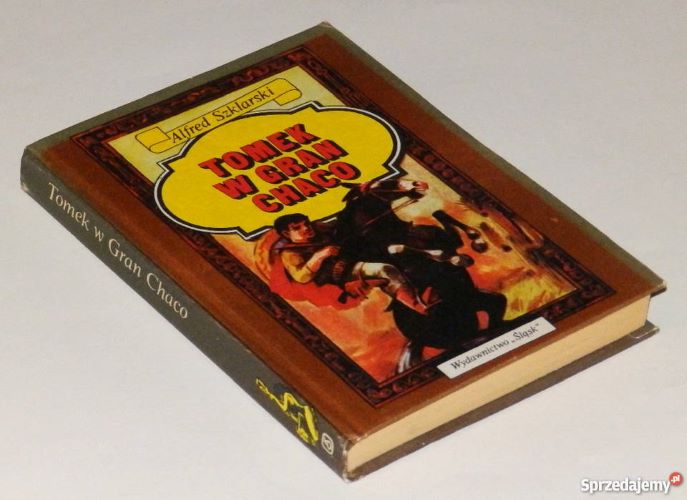 Alfred Szklarski
TOMEK
W GRAN
CHACO
Wydawnictwo „Śląsk”
Tomek w Gran Chaco
Sprzedajemy.pl